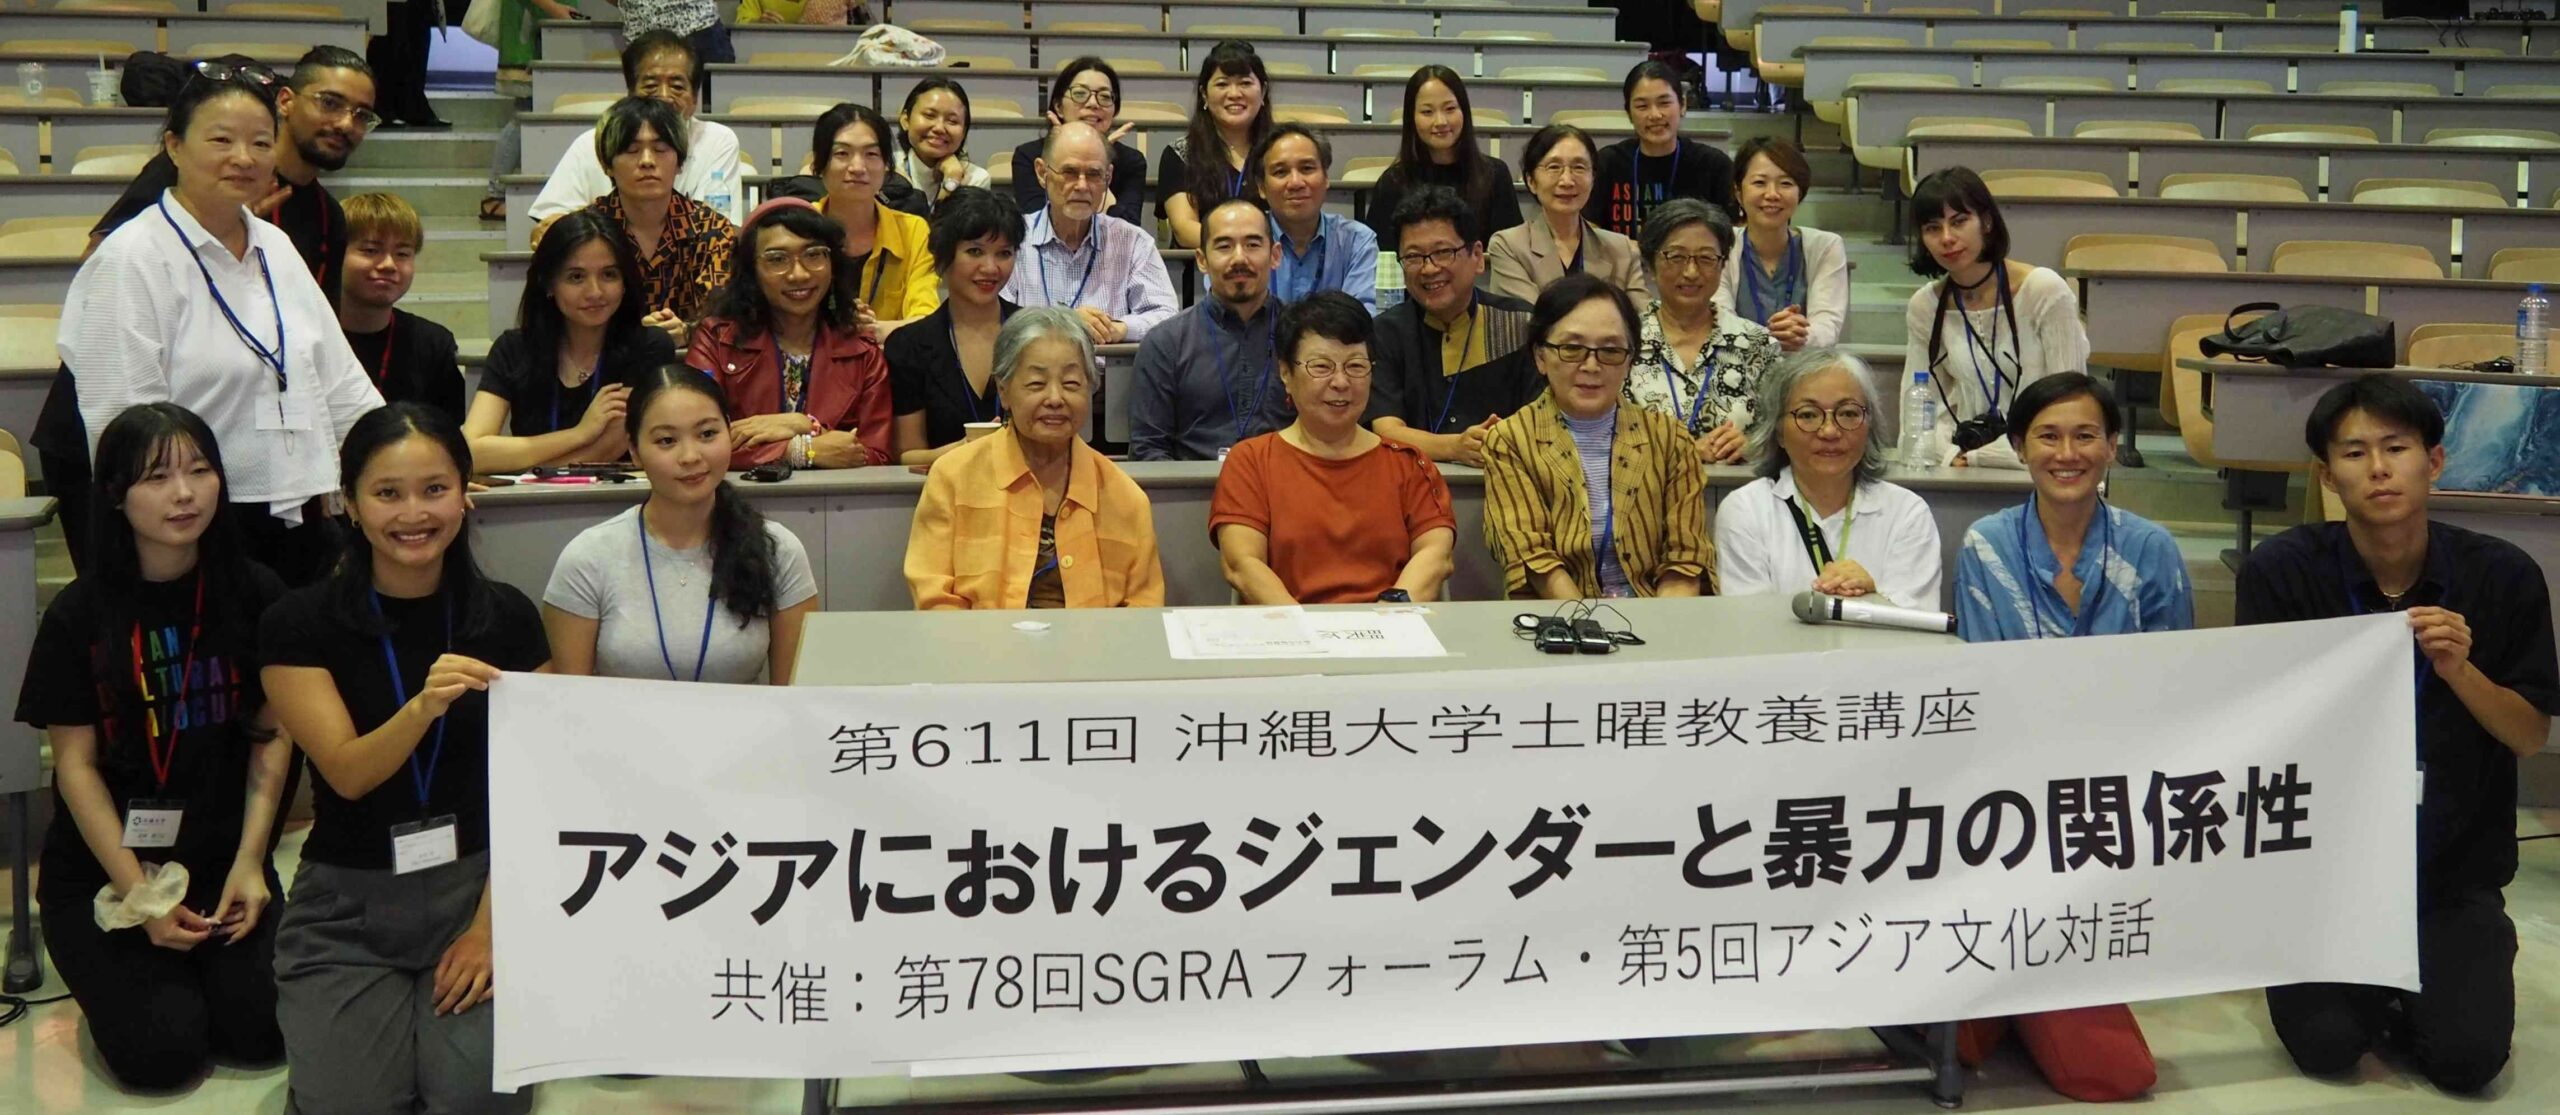 ASIAN
CULT
第611回 沖縄大学土曜教養講座
アジアにおけるジェンダーと暴力の関係性
共催：第78回SGRAフォーラム・第5回アジア文化対話